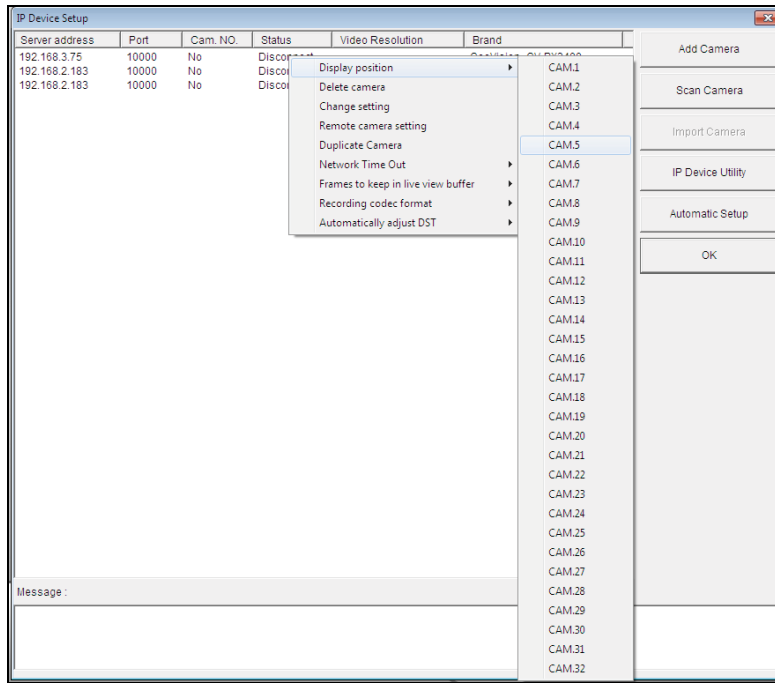 IP Device Setup
Server address Port Cam. NO. Status Video Resolution Brand
192.168.3.75 10000 No
192.168.2.183 10000 No
192.168.2.183 10000 No
Display position
Delete camera
Change setting
Remote camera setting
Duplicate Camera
Network Time Out
Frames to keep in live view buffer
Recording codec format
Automatically adjust DST
CAM.1
CAM.2
CAM.3
CAM.4
CAM.5
CAM.6
CAM.7
CAM.8
CAM.9
CAM.10
CAM.11
CAM.12
CAM.13
CAM.14
CAM.15
CAM.16
CAM.17
CAM.18
CAM.19
CAM.20
CAM.21
CAM.22
CAM.23
CAM.24
CAM.25
CAM.26
CAM.27
CAM.28
CAM.29
CAM.30
CAM.31
CAM.32
Add Camera
Scan Camera
Import Camera
IP Device Utility
Automatic Setup
OK
Message :